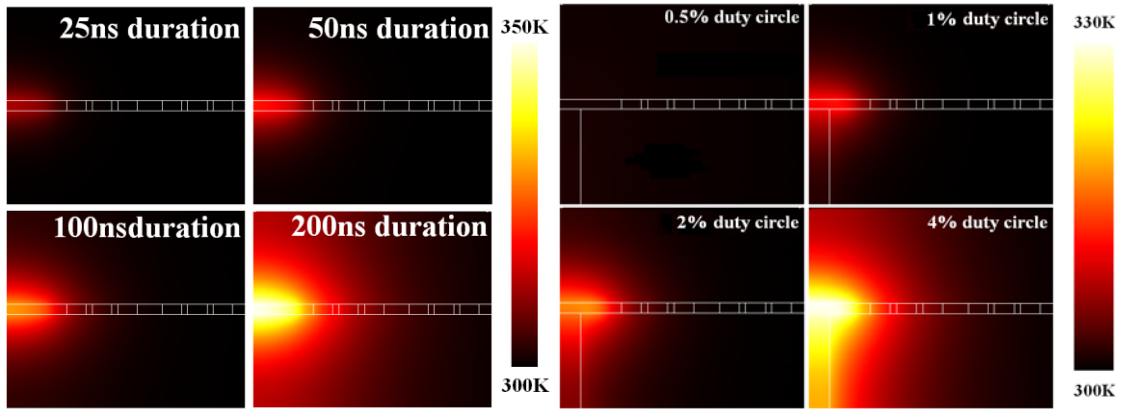 25ns duration
50ns duration
100nsduration
200ns duration
350K
300K
0.5% duty circle
1% duty circle
2% duty circle
4% duty circle
330K
300K